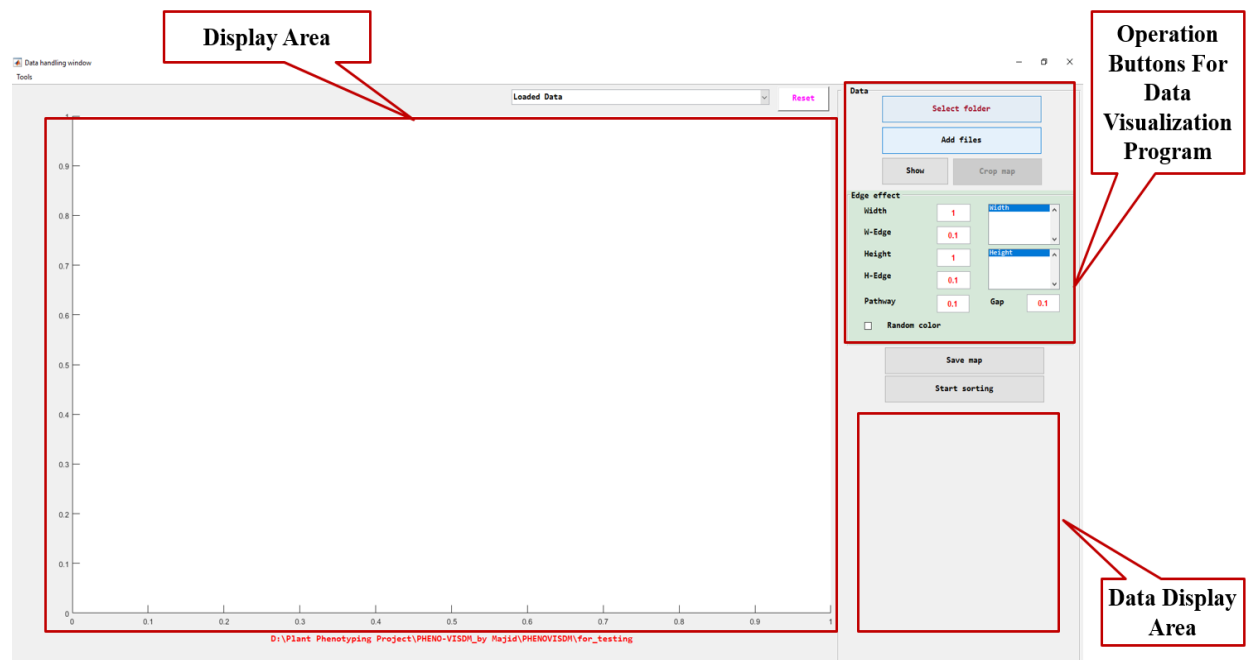 Display Area
Operation
Buttons For
Data
Visualization
Program
Data handling window
Tools
Loaded Data
Reset
Data
Select folder
Add files
Show
Crop map
Edge effect
Width
1
Width
W-Edge
0.1
Height
1
Height
H-Edge
0.1
Pathway
0.1
Gap
0.1
Random color
Save map
Start sorting
1
0.9
0.8
0.7
0.6
0.5
0.4
0.3
0.2
0.1
0
0 0.1 0.2 0.3 0.4 0.5 0.6 0.7 0.8 0.9 1
D:\Plant Phenotyping Project\PHENO-VISDM_by Majid\PHENOVISDM\for_testing
Data Display
Area